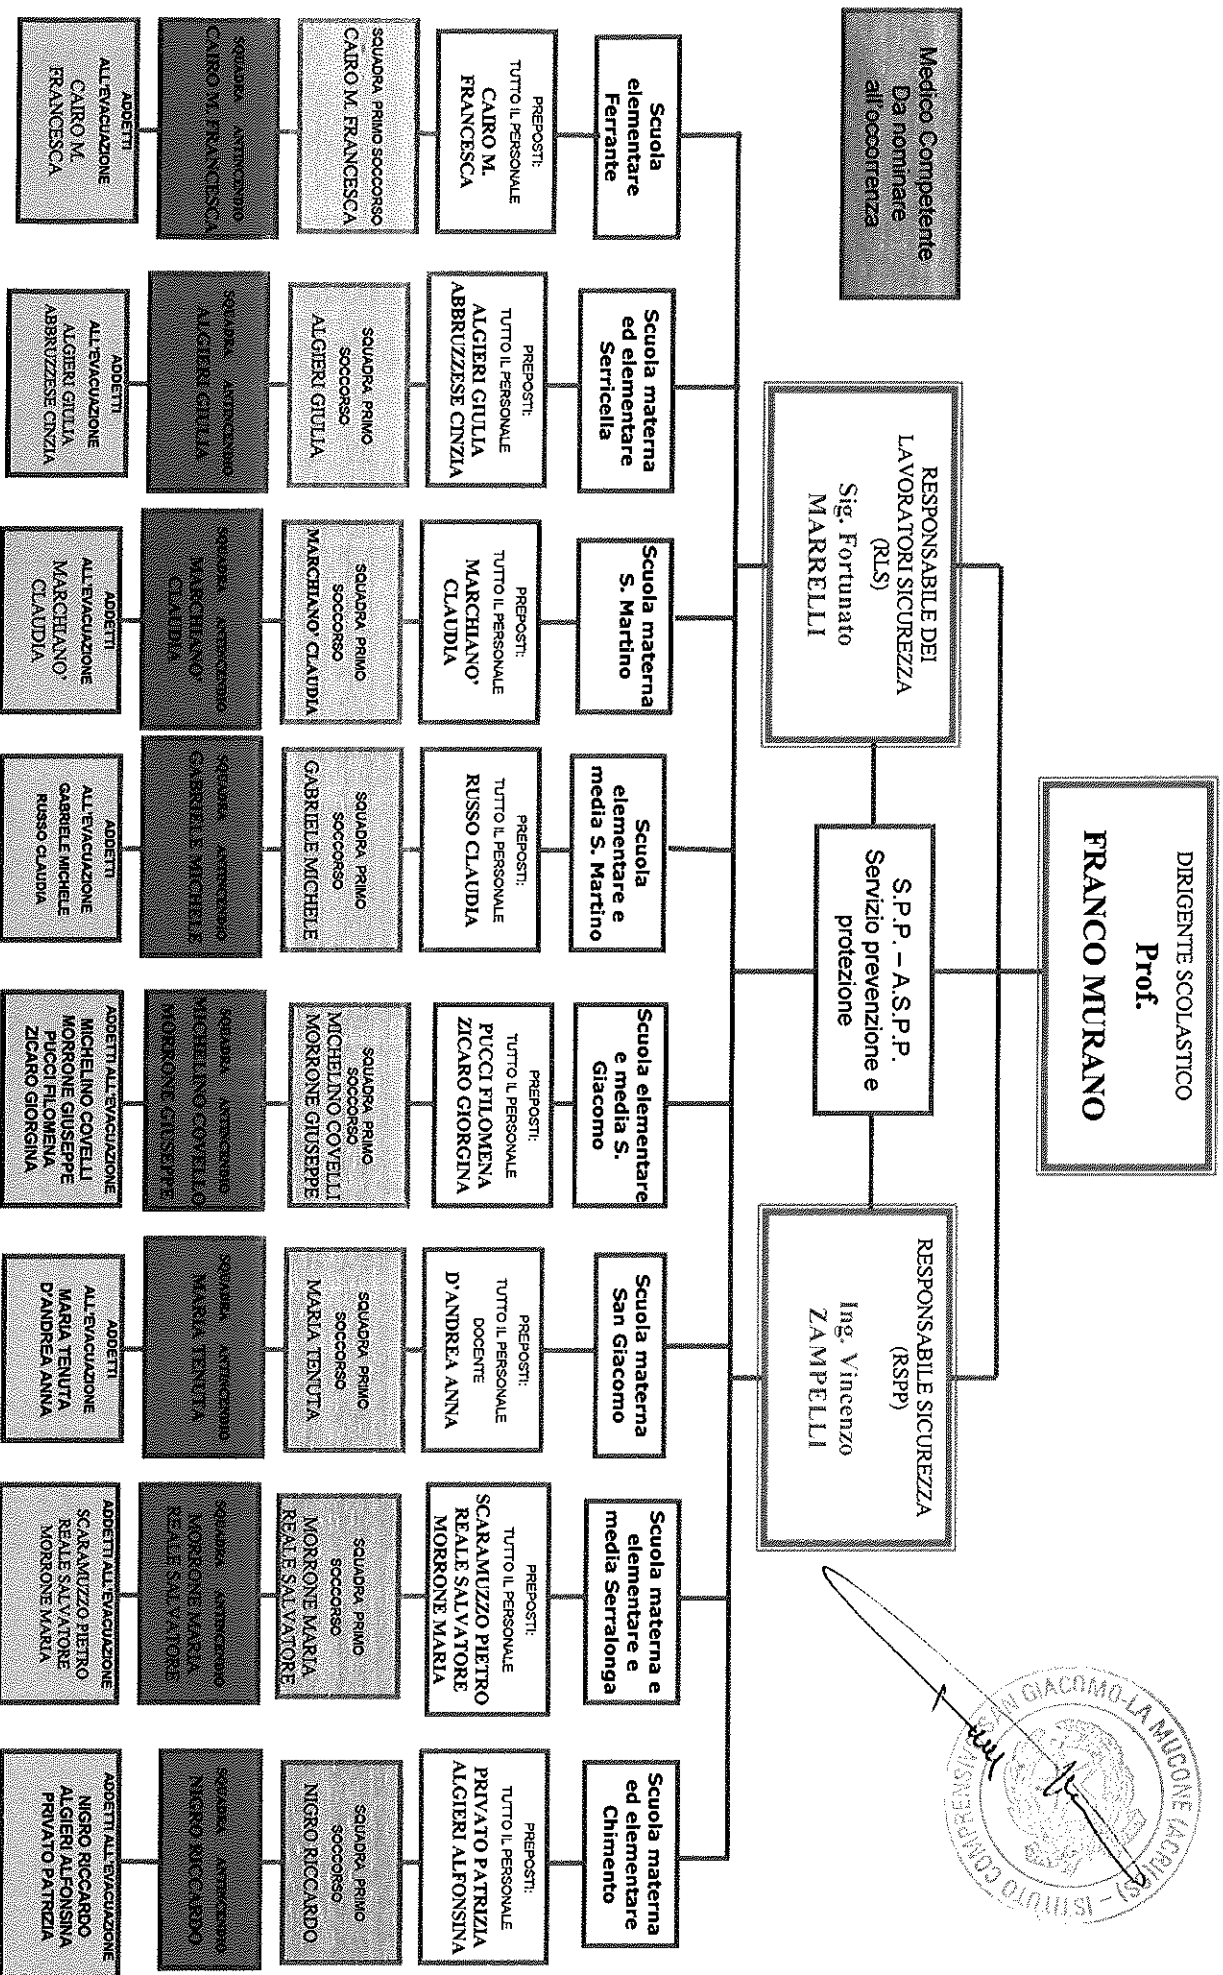 DIRIGENTE SCOLASTICO
Prof.
FRANCO MURANO
Medico Competente
Da nominare
all'occorrenza
RESPONSABILE DEI
LAVORATORI SICUREZZA
(RLS)
Sig. Fortunato
MARRELLI
S.P.P. – A.S.P.P.
Servizio prevenzione e
protezione
RESPONSABILE SICUREZZA
(RSPP)
Ing. Vincenzo
ZAMPELLI
ISTITUTO COMPRENSIVO SAN GIACOMO-LA MUCONE (ACRI)(CS)
Scuola
elementare
Ferrante
PREPOSTI:
TUTTO IL PERSONALE
CAIRO M.
FRANCESCA
SQUADRA PRIMO SOCCORSO
CAIRO M. FRANCESCA
SQUADRA ANTINCENDIO
CAIRO M. FRANCESCA
ADDETTI
ALL'EVACUAZIONE
CAIRO M.
FRANCESCA
Scuola materna
ed elementare
Serricella
PREPOSTI:
TUTTO IL PERSONALE
ALGIERI GIULIA
ABBRUZZESE CINZIA
SQUADRA PRIMO
SOCCORSO
ALGIERI GIULIA
SQUADRA ANTINCENDIO
ALGIERI GIULIA
ADDETTI
ALL'EVACUAZIONE
ALGIERI GIULIA
ABBRUZZESE CINZIA
Scuola materna
S. Martino
PREPOSTI:
TUTTO IL PERSONALE
MARCHIANO'
CLAUDIA
SQUADRA PRIMO
SOCCORSO
MARCHIANO' CLAUDIA
SQUADRA ANTINCENDIO
MARCHIANO'
CLAUDIA
ADDETTI
ALL'EVACUAZIONE
MARCHIANO'
CLAUDIA
Scuola
elementare e
media S. Martino
PREPOSTI:
TUTTO IL PERSONALE
RUSSO CLAUDIA
SQUADRA PRIMO
SOCCORSO
GABRIELE MICHELE
SQUADRA ANTINCENDIO
GABRIELE MICHELE
ADDETTI
ALL'EVACUAZIONE
GABRIELE MICHELE
RUSSO CLAUDIA
Scuola elementare
e media S.
Giacomo
PREPOSTI:
TUTTO IL PERSONALE
PUCCI FILOMENA
ZICARO GIORGINA
SQUADRA PRIMO
SOCCORSO
MICHELINO COVELLI
MORRONE GIUSEPPE
SQUADRA ANTINCENDIO
MICHELINO COVELLO
MORRONE GIUSEPPE
ADDETTI ALL'EVACUAZIONE
MICHELINO COVELLI
MORRONE GIUSEPPE
PUCCI FILOMENA
ZICARO GIORGINA
Scuola materna
San Giacomo
PREPOSTI:
TUTTO IL PERSONALE
DOCENTE
D'ANDREA ANNA
SQUADRA PRIMO
SOCCORSO
MARIA TENUTA
SQUADRA ANTINCENDIO
MARIA TENUTA
ADDETTI
ALL'EVACUAZIONE
MARIA TENUTA
D'ANDREA ANNA
Scuola materna e
elementare e
media Serralonga
PREPOSTI:
TUTTO IL PERSONALE
SCARAMUZZO PIETRO
REALE SALVATORE
MORRONE MARIA
SQUADRA PRIMO
SOCCORSO
MORRONE MARIA
REALE SALVATORE
SQUADRA ANTINCENDIO
MORRONE MARIA
REALE SALVATORE
ADDETTI ALL'EVACUAZIONE
SCARAMUZZO PIETRO
REALE SALVATORE
MORRONE MARIA
Scuola materna
ed elementare
Chimento
PREPOSTI:
TUTTO IL PERSONALE
PRIVATO PATRIZIA
ALGIERI ALFONSINA
SQUADRA PRIMO
SOCCORSO
NIGRO RICCARDO
SQUADRA ANTINCENDIO
NIGRO RICCARDO
ADDETTI ALL'EVACUAZIONE
NIGRO RICCARDO
ALGIERI ALFONSINA
PRIVATO PATRIZIA